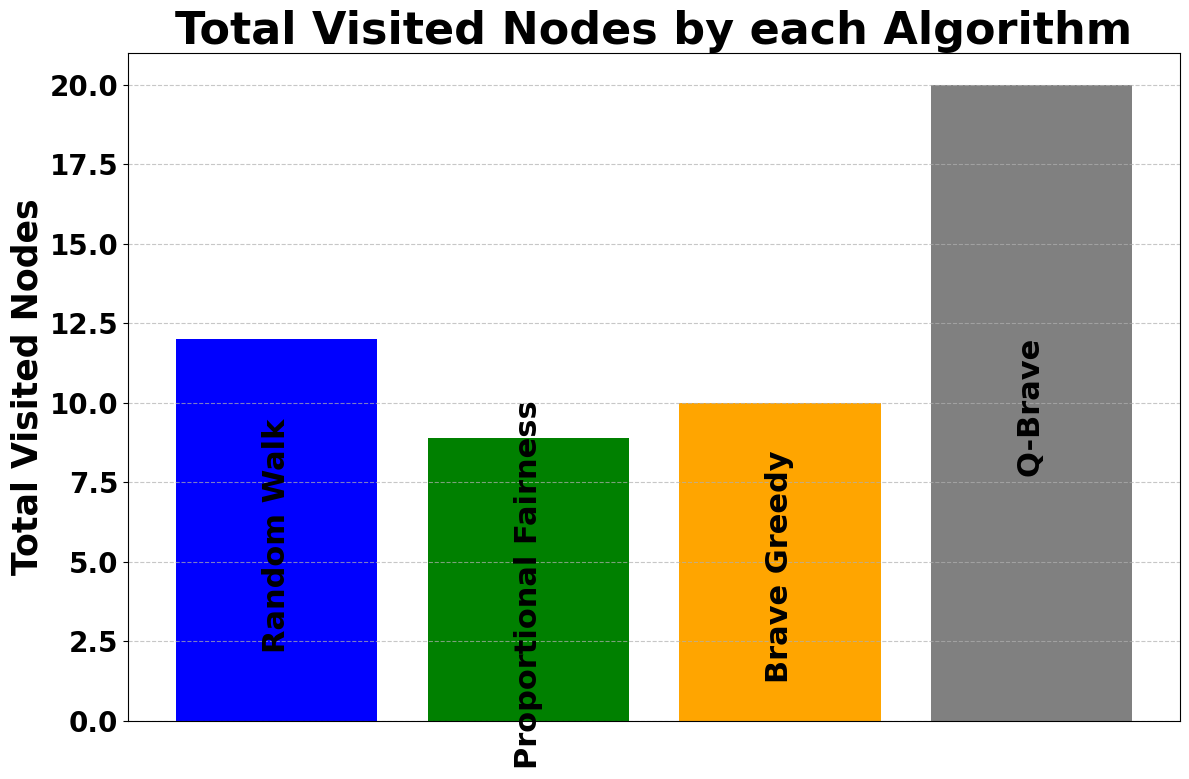 Total Visited Nodes by each Algorithm
Total Visited Nodes
20.0
17.5
15.0
12.5
10.0
7.5
5.0
2.5
0.0
Random Walk
Proportional Fairness
Brave Greedy
Q-Brave